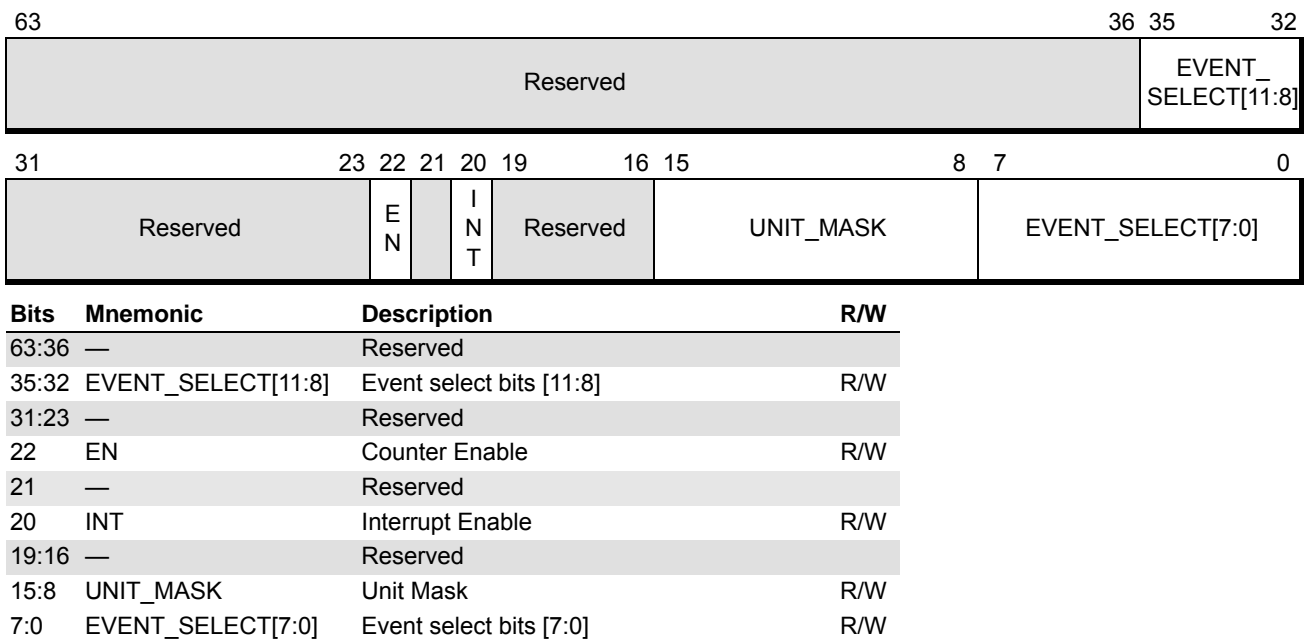 63 36 35 32
Reserved EVENT_
SELECT[11:8]
31 23 22 21 20 19 16 15 8 7 0
Reserved E
N I
N
T Reserved UNIT_MASK EVENT_SELECT[7:0]
Bits Mnemonic Description R/W
63:36 — Reserved
35:32 EVENT_SELECT[11:8] Event select bits [11:8] R/W
31:23 — Reserved
22 EN Counter Enable R/W
21 — Reserved
20 INT Interrupt Enable R/W
19:16 — Reserved
15:8 UNIT_MASK Unit Mask R/W
7:0 EVENT_SELECT[7:0] Event select bits [7:0] R/W